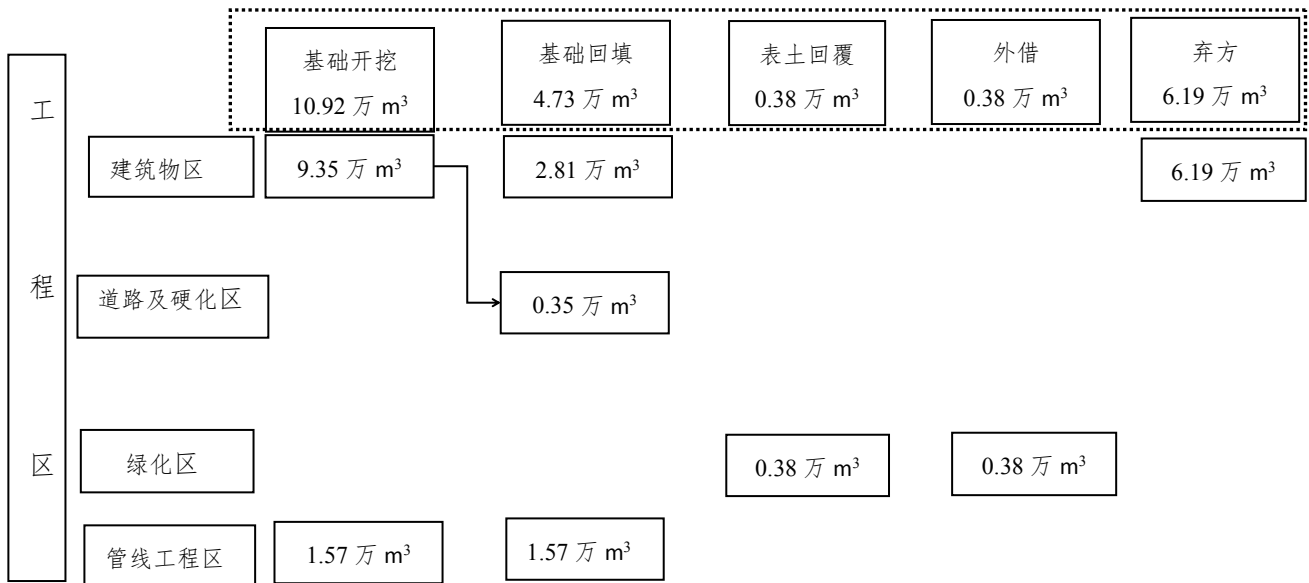 基础开挖
10.92 万 m³
基础回填
4.73 万 m³
表土回覆
0.38 万 m³
外借
0.38 万 m³
弃方
6.19 万 m³
工
程
区
建筑物区
9.35 万 m³
2.81 万 m³
6.19 万 m³
道路及硬化区
0.35 万 m³
绿化区
0.38 万 m³
0.38 万 m³
管线工程区
1.57 万 m³
1.57 万 m³